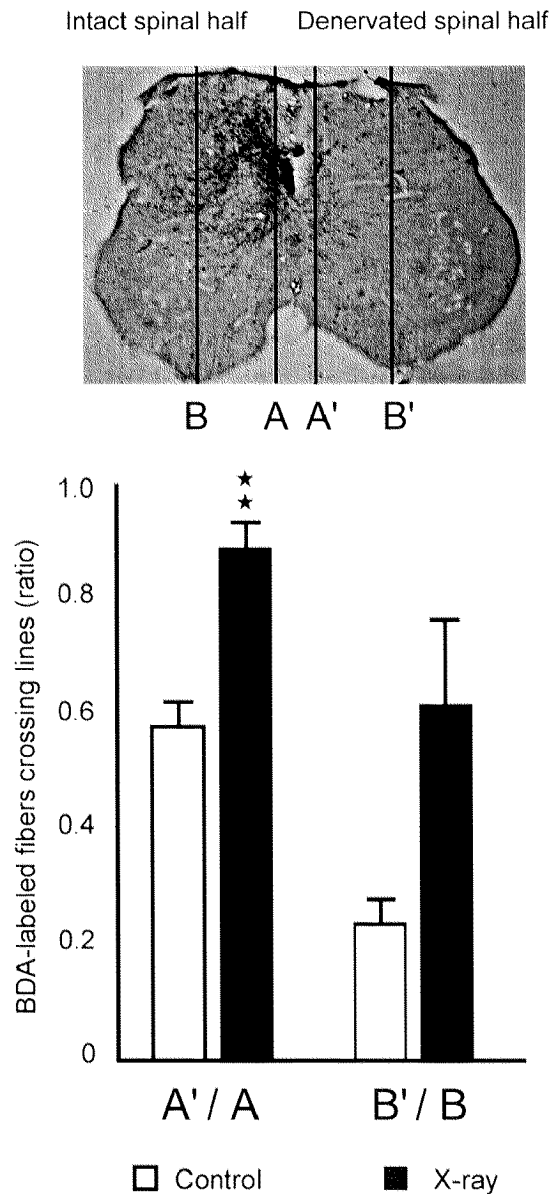 Intact spinal half Denervated spinal half
B A A' B'
BDA-labeled fibers crossing lines (ratio)
1.0
0.8
0.6
0.4
0.2
0
A' / A B' / B
Control X-ray